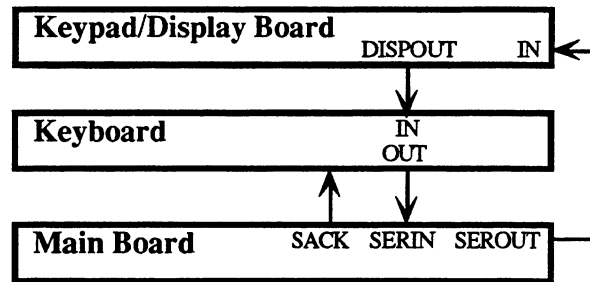 Keypad/Display Board
DISPOUT IN
Keyboard
IN
OUT
Main Board
SACK SERIN SEROUT